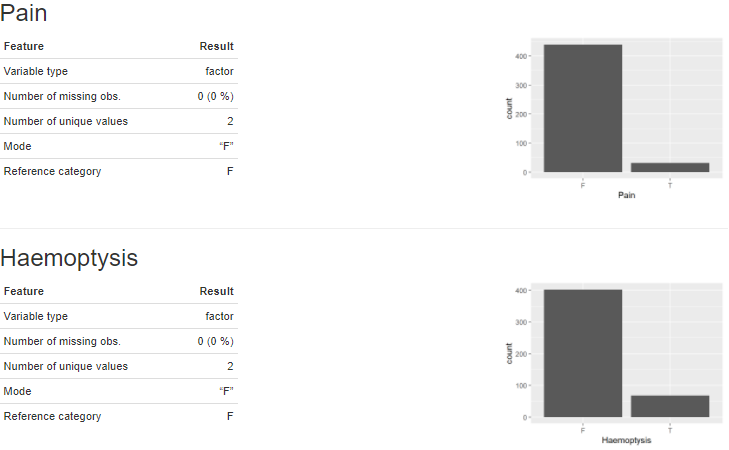 Pain
Feature Result
Variable type factor
Number of missing obs. 0 (0 %)
Number of unique values 2
Mode “F”
Reference category F
400
300
200
100
0
count
F T
Pain
Haemoptysis
Feature Result
Variable type factor
Number of missing obs. 0 (0 %)
Number of unique values 2
Mode “F”
Reference category F
400
300
200
100
0
count
F T
Haemoptysis